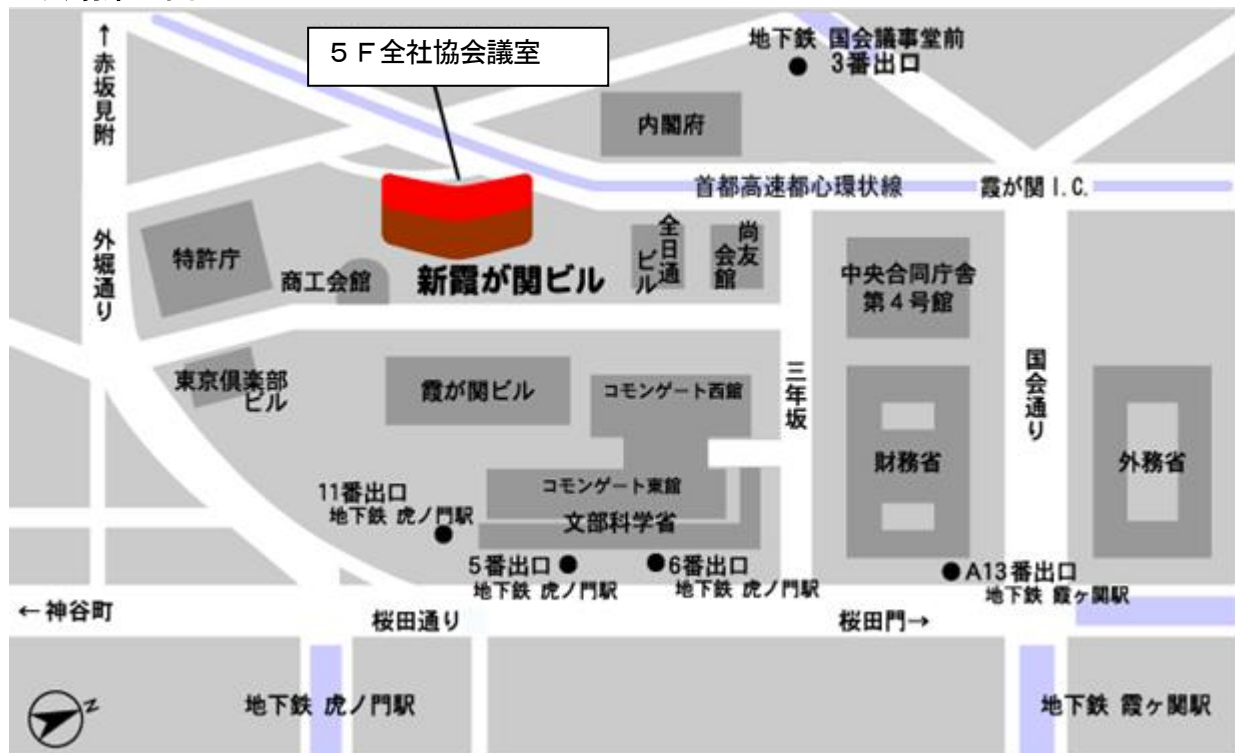 5F全社協会議室
地下鉄 国会議事堂前
3番出口
↑赤坂見附
内閣府
首都高速都心環状線
霞が関I.C.
外堀通り
特許庁
商工会館
新霞が関ビル
全日通
ビル
尚友
会館
中央合同庁舎
第4号館
東京倶楽部
ビル
霞が関ビル
コモンゲート西館
三年坂
国会通り
財務省
外務省
コモンゲート東館
文部科学省
11番出口
地下鉄 虎ノ門駅
5番出口
地下鉄 虎ノ門駅
6番出口
地下鉄 虎ノ門駅
A13番出口
地下鉄 霞ヶ関駅
←神谷町
桜田通り
桜田門→
Z
地下鉄 虎ノ門駅
地下鉄 霞ヶ関駅